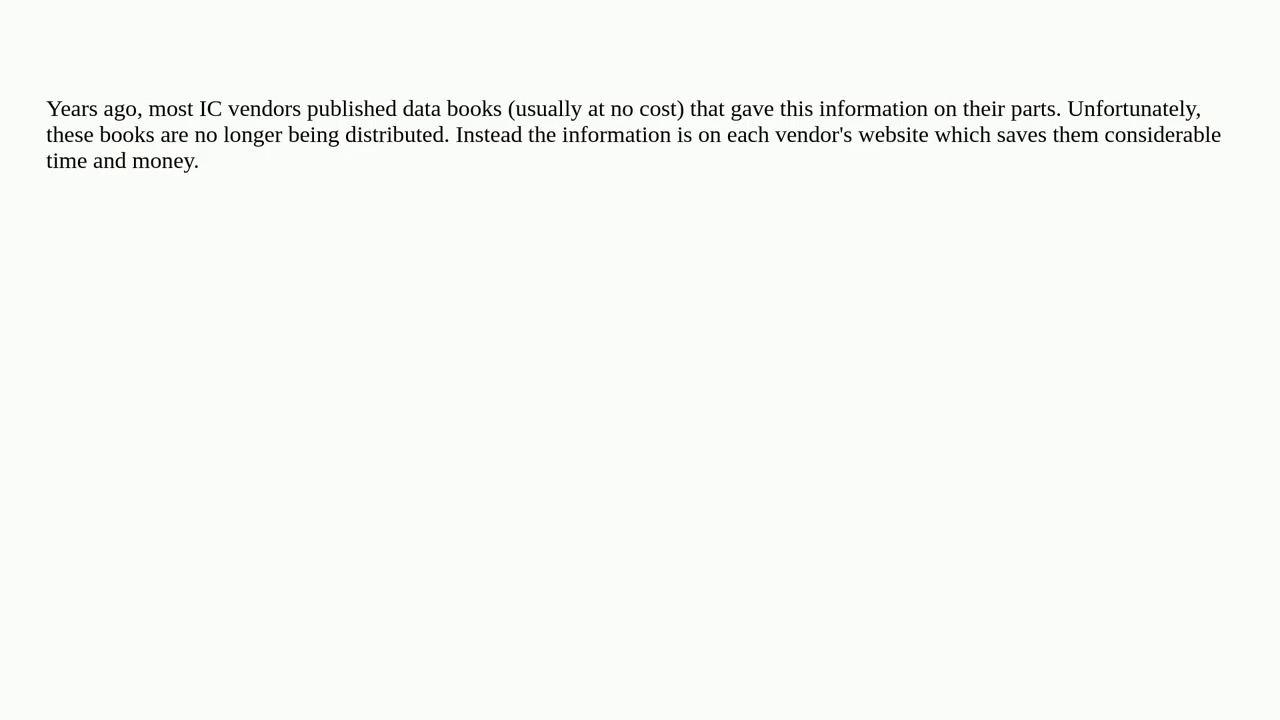 Years ago, most IC vendors published data books (usually at no cost) that gave this information on their parts. Unfortunately,
these books are no longer being distributed. Instead the information is on each vendor's website which saves them considerable
time and money.